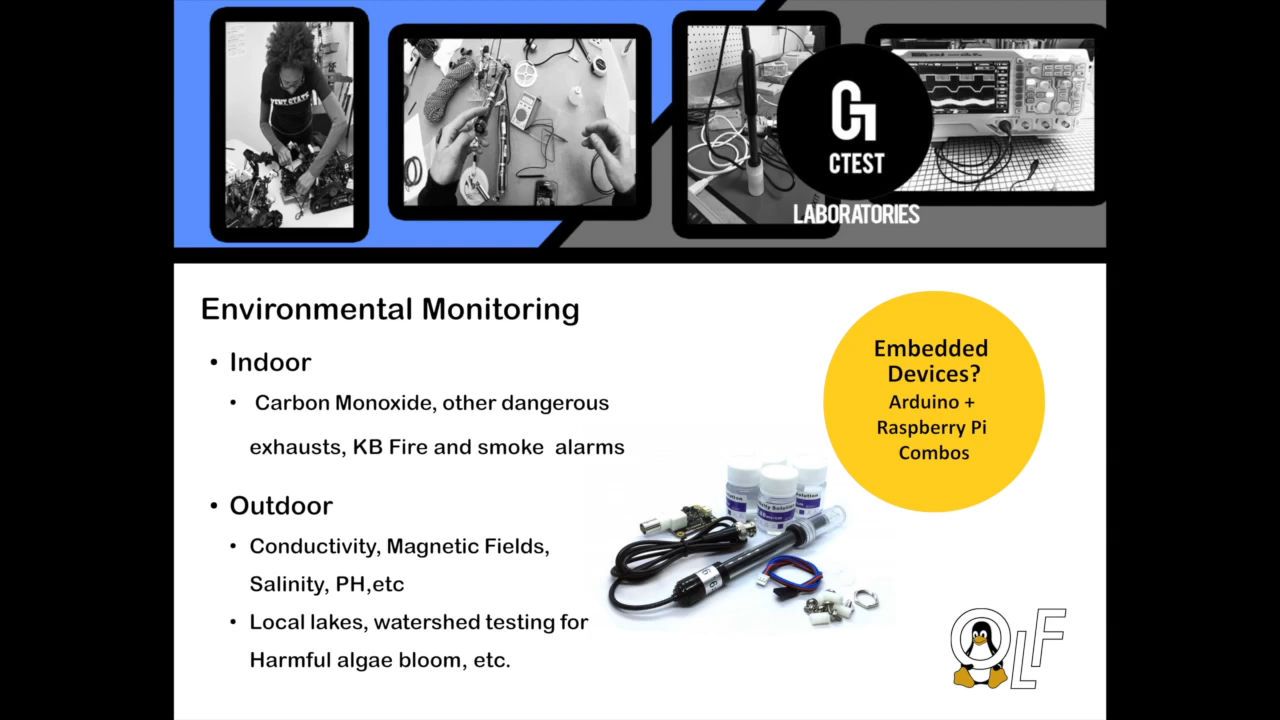 KENT STATE
CTEST
LABORATORIES
Environmental Monitoring
• Indoor
• Carbon Monoxide, other dangerous
exhausts, KB Fire and smoke alarms
• Outdoor
• Conductivity, Magnetic Fields,
Salinity, PH,etc
• Local lakes, watershed testing for
Harmful algae bloom, etc.
Embedded
Devices?
Arduino +
Raspberry Pi
Combos
OLF